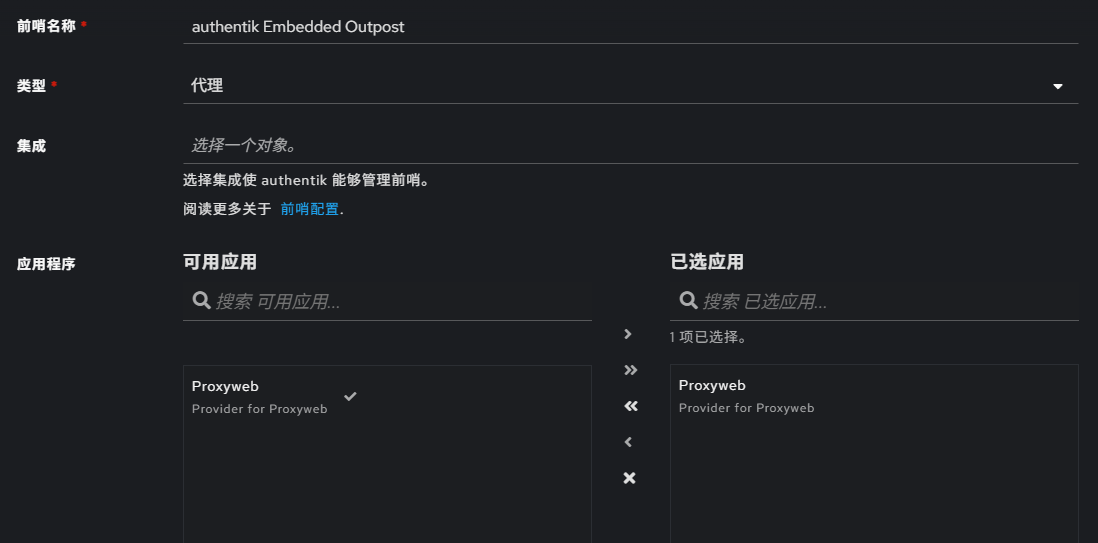 前哨名称 *
authentik Embedded Outpost
类型 *
代理
集成
选择一个对象。
选择集成使 authentik 能够管理前哨。
阅读更多关于 前哨配置.
应用程序
可用应用
搜索 可用应用...
Proxyweb
Provider for Proxyweb
已选应用
搜索 已选应用...
1 项已选择。
Proxyweb
Provider for Proxyweb